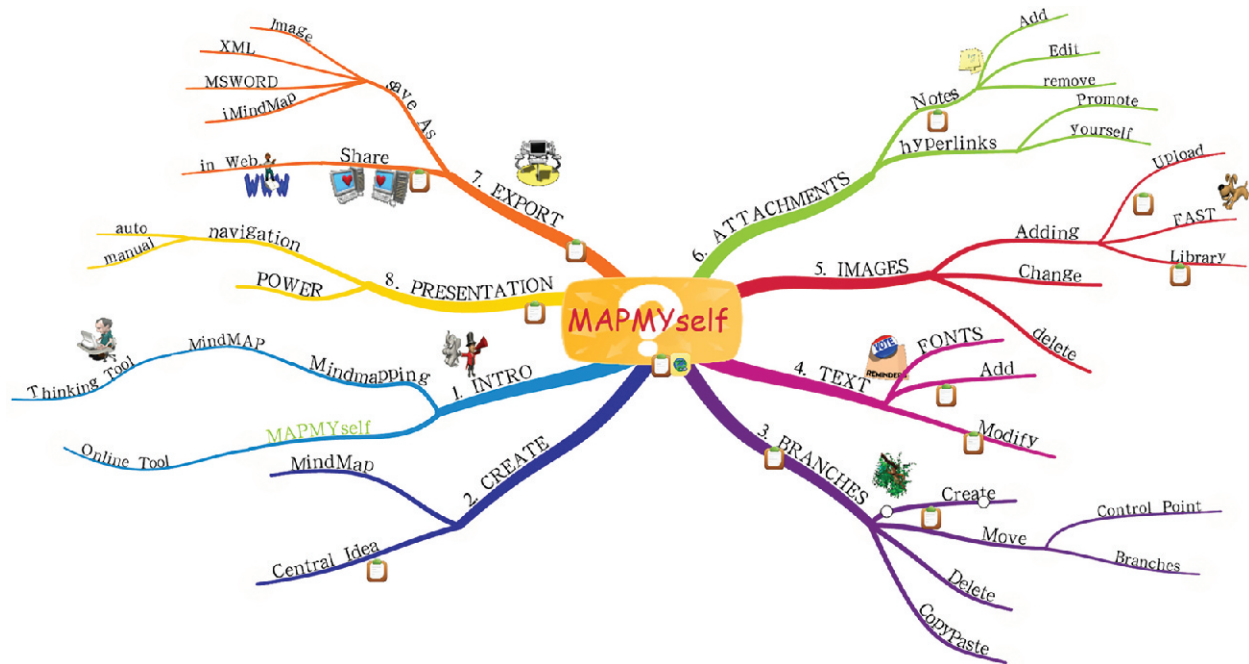 MAPMYself
1. INTRO
Mindmapping
MindMAP
Thinking Tool
MAPMYself
Online Tool
2. CREATE
MindMap
Central Idea
3. BRANCHES
Create
Move
Control Point
Branches
Delete
CopyPaste
4. TEXT
VOTE
REMINDER
FONTS
Add
Modify
5. IMAGES
Adding
Upload
FAST
Library
Change
delete
6. ATTACHMENTS
Notes
Add
Edit
remove
hyperlinks
Promote
yourself
7. EXPORT
save As
Image
XML
MSWORD
iMindMap
Share
in Web
WWW
8. PRESENTATION
navigation
auto
manual
POWER